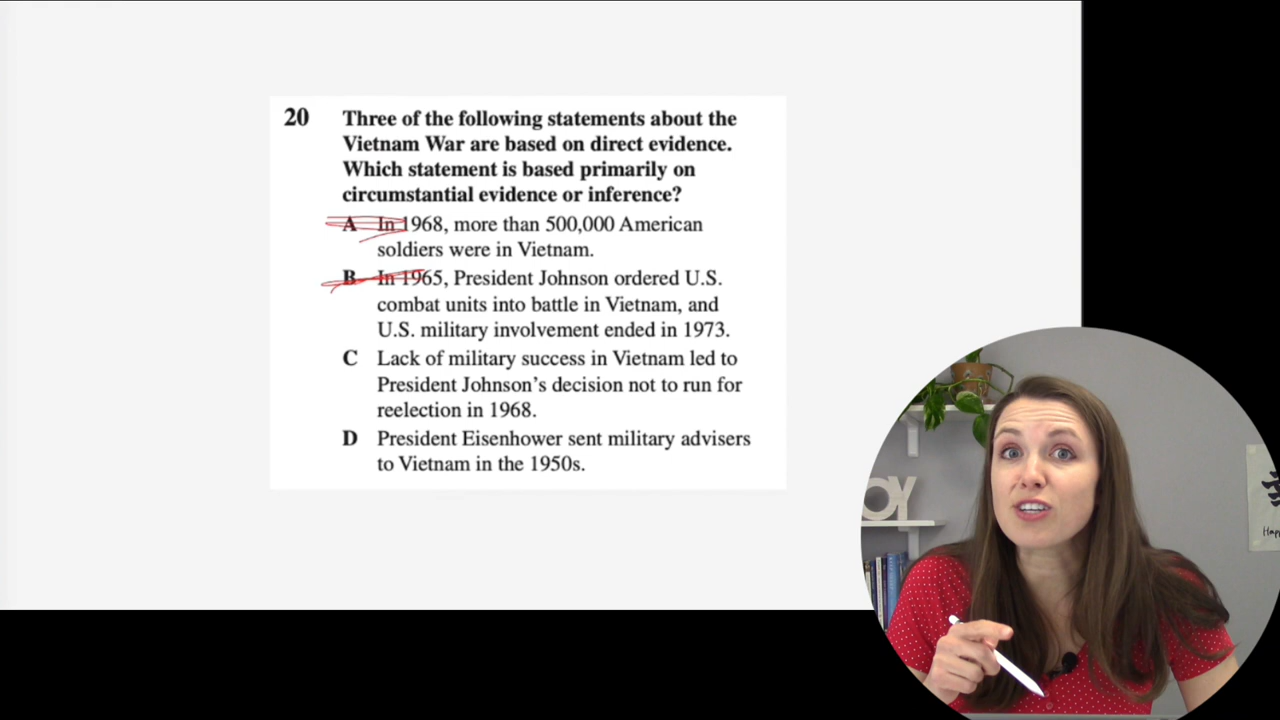 20 Three of the following statements about the
Vietnam War are based on direct evidence.
Which statement is based primarily on
circumstantial evidence or inference?
A In 1968, more than 500,000 American
soldiers were in Vietnam.
B In 1965, President Johnson ordered U.S.
combat units into battle in Vietnam, and
U.S. military involvement ended in 1973.
C Lack of military success in Vietnam led to
President Johnson's decision not to run for
reelection in 1968.
D President Eisenhower sent military advisers
to Vietnam in the 1950s.
OY